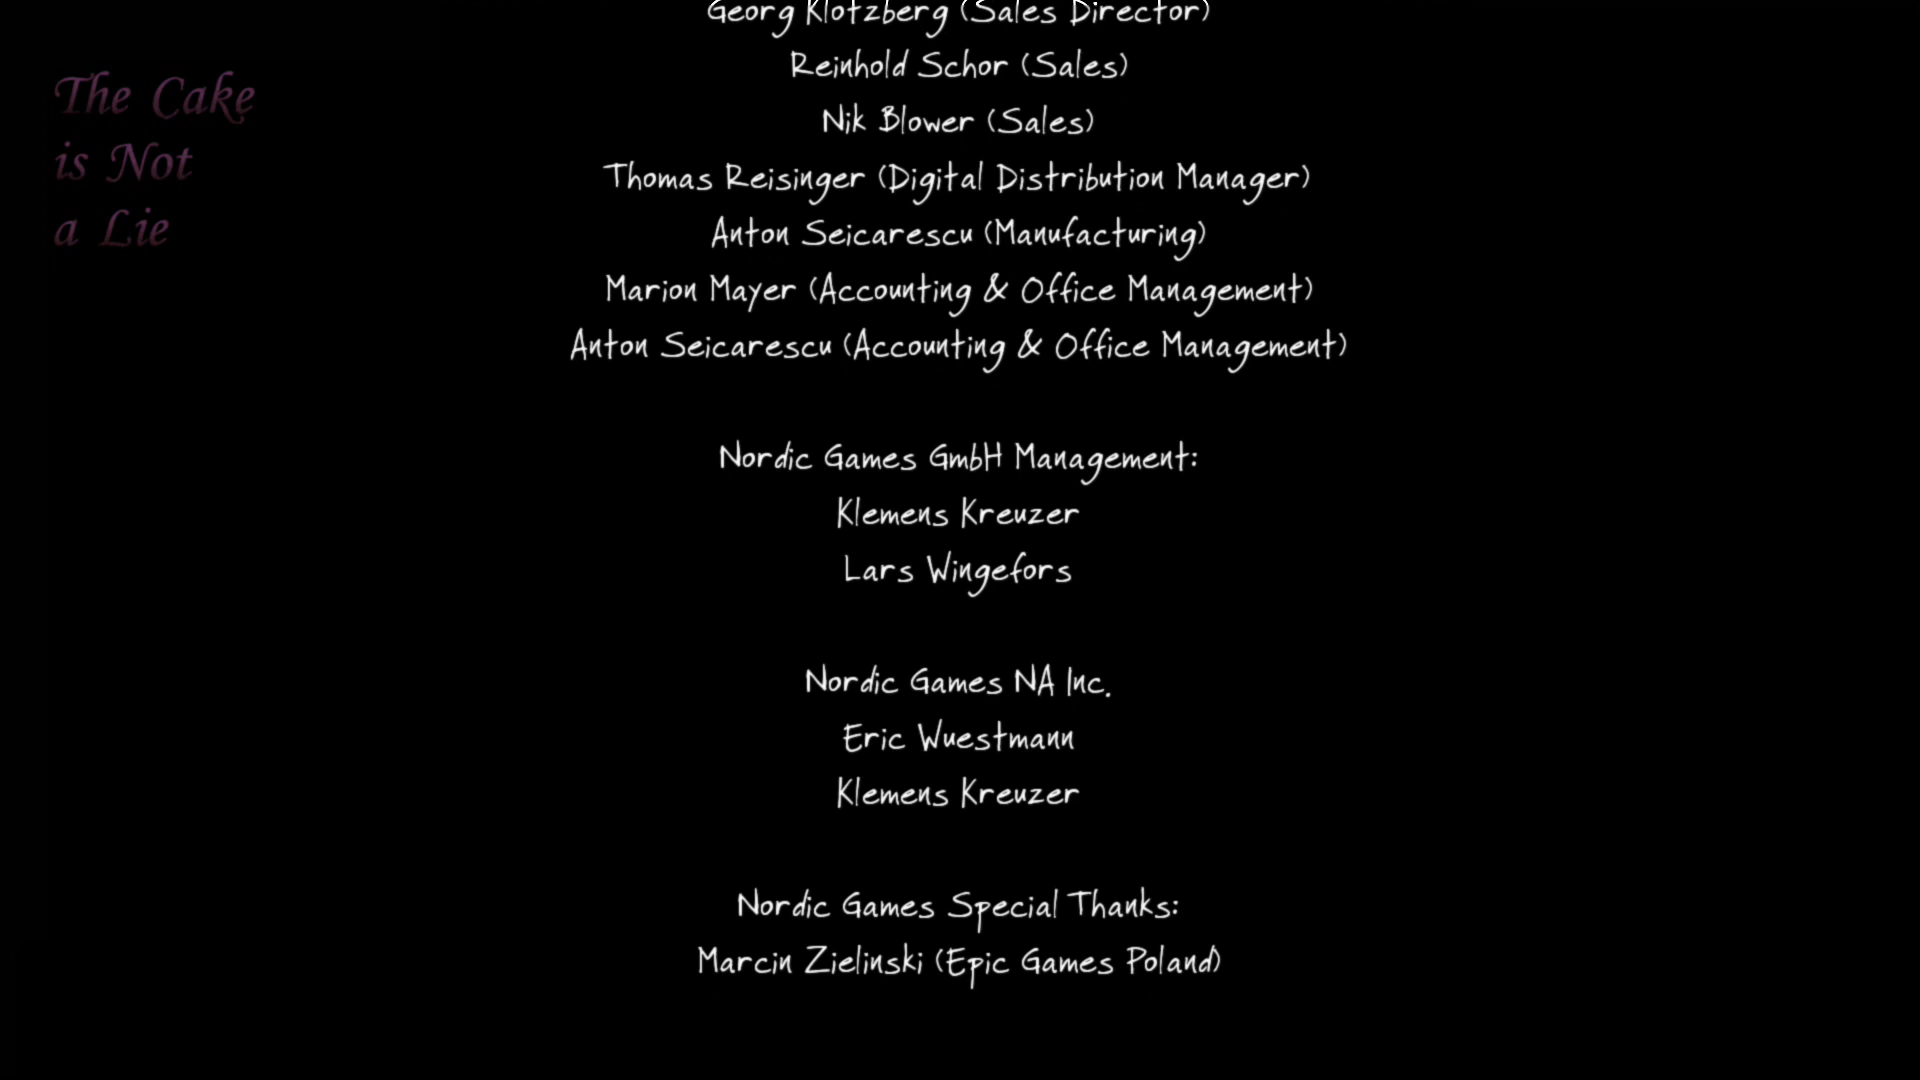 The Cake
is Not
a Lie
Georg Klotzberg (Sales Director)
Reinhold Schor (Sales)
Nik Blower (Sales)
Thomas Reisinger (Digital Distribution Manager)
Anton Seicarescu (Manufacturing)
Marion Mayer (Accounting & Office Management)
Anton Seicarescu (Accounting & Office Management)
Nordic Games GmbH Management:
Klemens Kreuzer
Lars Wingefors
Nordic Games NA Inc.
Eric Wuestmann
Klemens Kreuzer
Nordic Games Special Thanks:
Marcin Zielinski (Epic Games Poland)